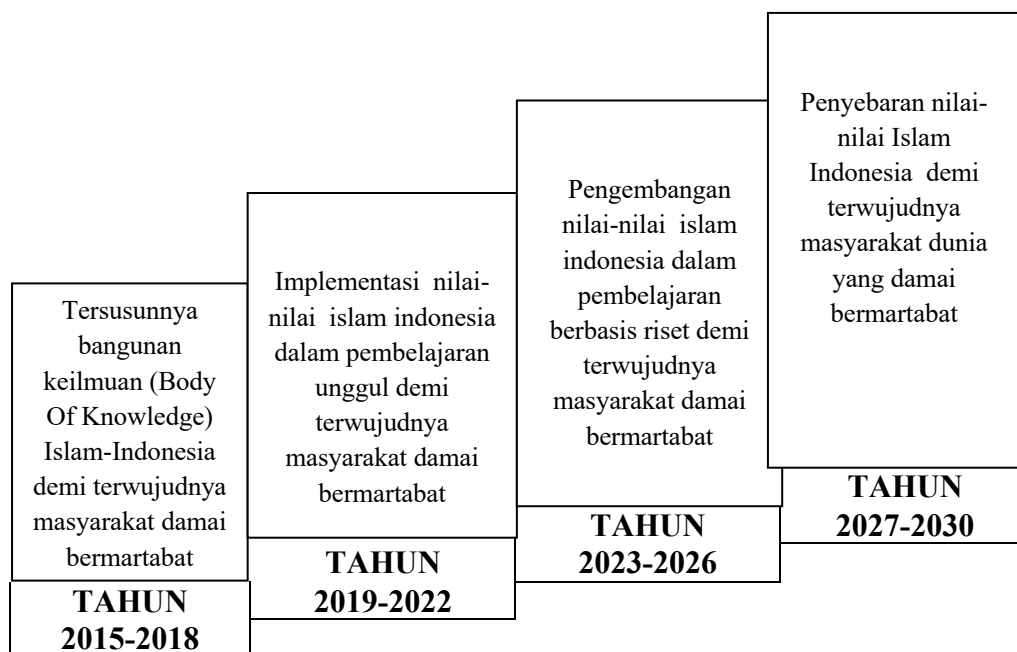 Tersusunnya
bangunan
keilmuan (Body
Of Knowledge)
Islam-Indonesia
demi terwujudnya
masyarakat damai
bermartabat
TAHUN
2015-2018
Implementasi nilai-
nilai islam indonesia
dalam pembelajaran
unggul demi
terwujudnya
masyarakat damai
bermartabat
TAHUN
2019-2022
Pengembangan
nilai-nilai islam
indonesia dalam
pembelajaran
berbasis riset demi
terwujudnya
masyarakat damai
bermartabat
TAHUN
2023-2026
Penyebaran nilai-
nilai Islam
Indonesia demi
terwujudnya
masyarakat dunia
yang damai
bermartabat
TAHUN
2027-2030